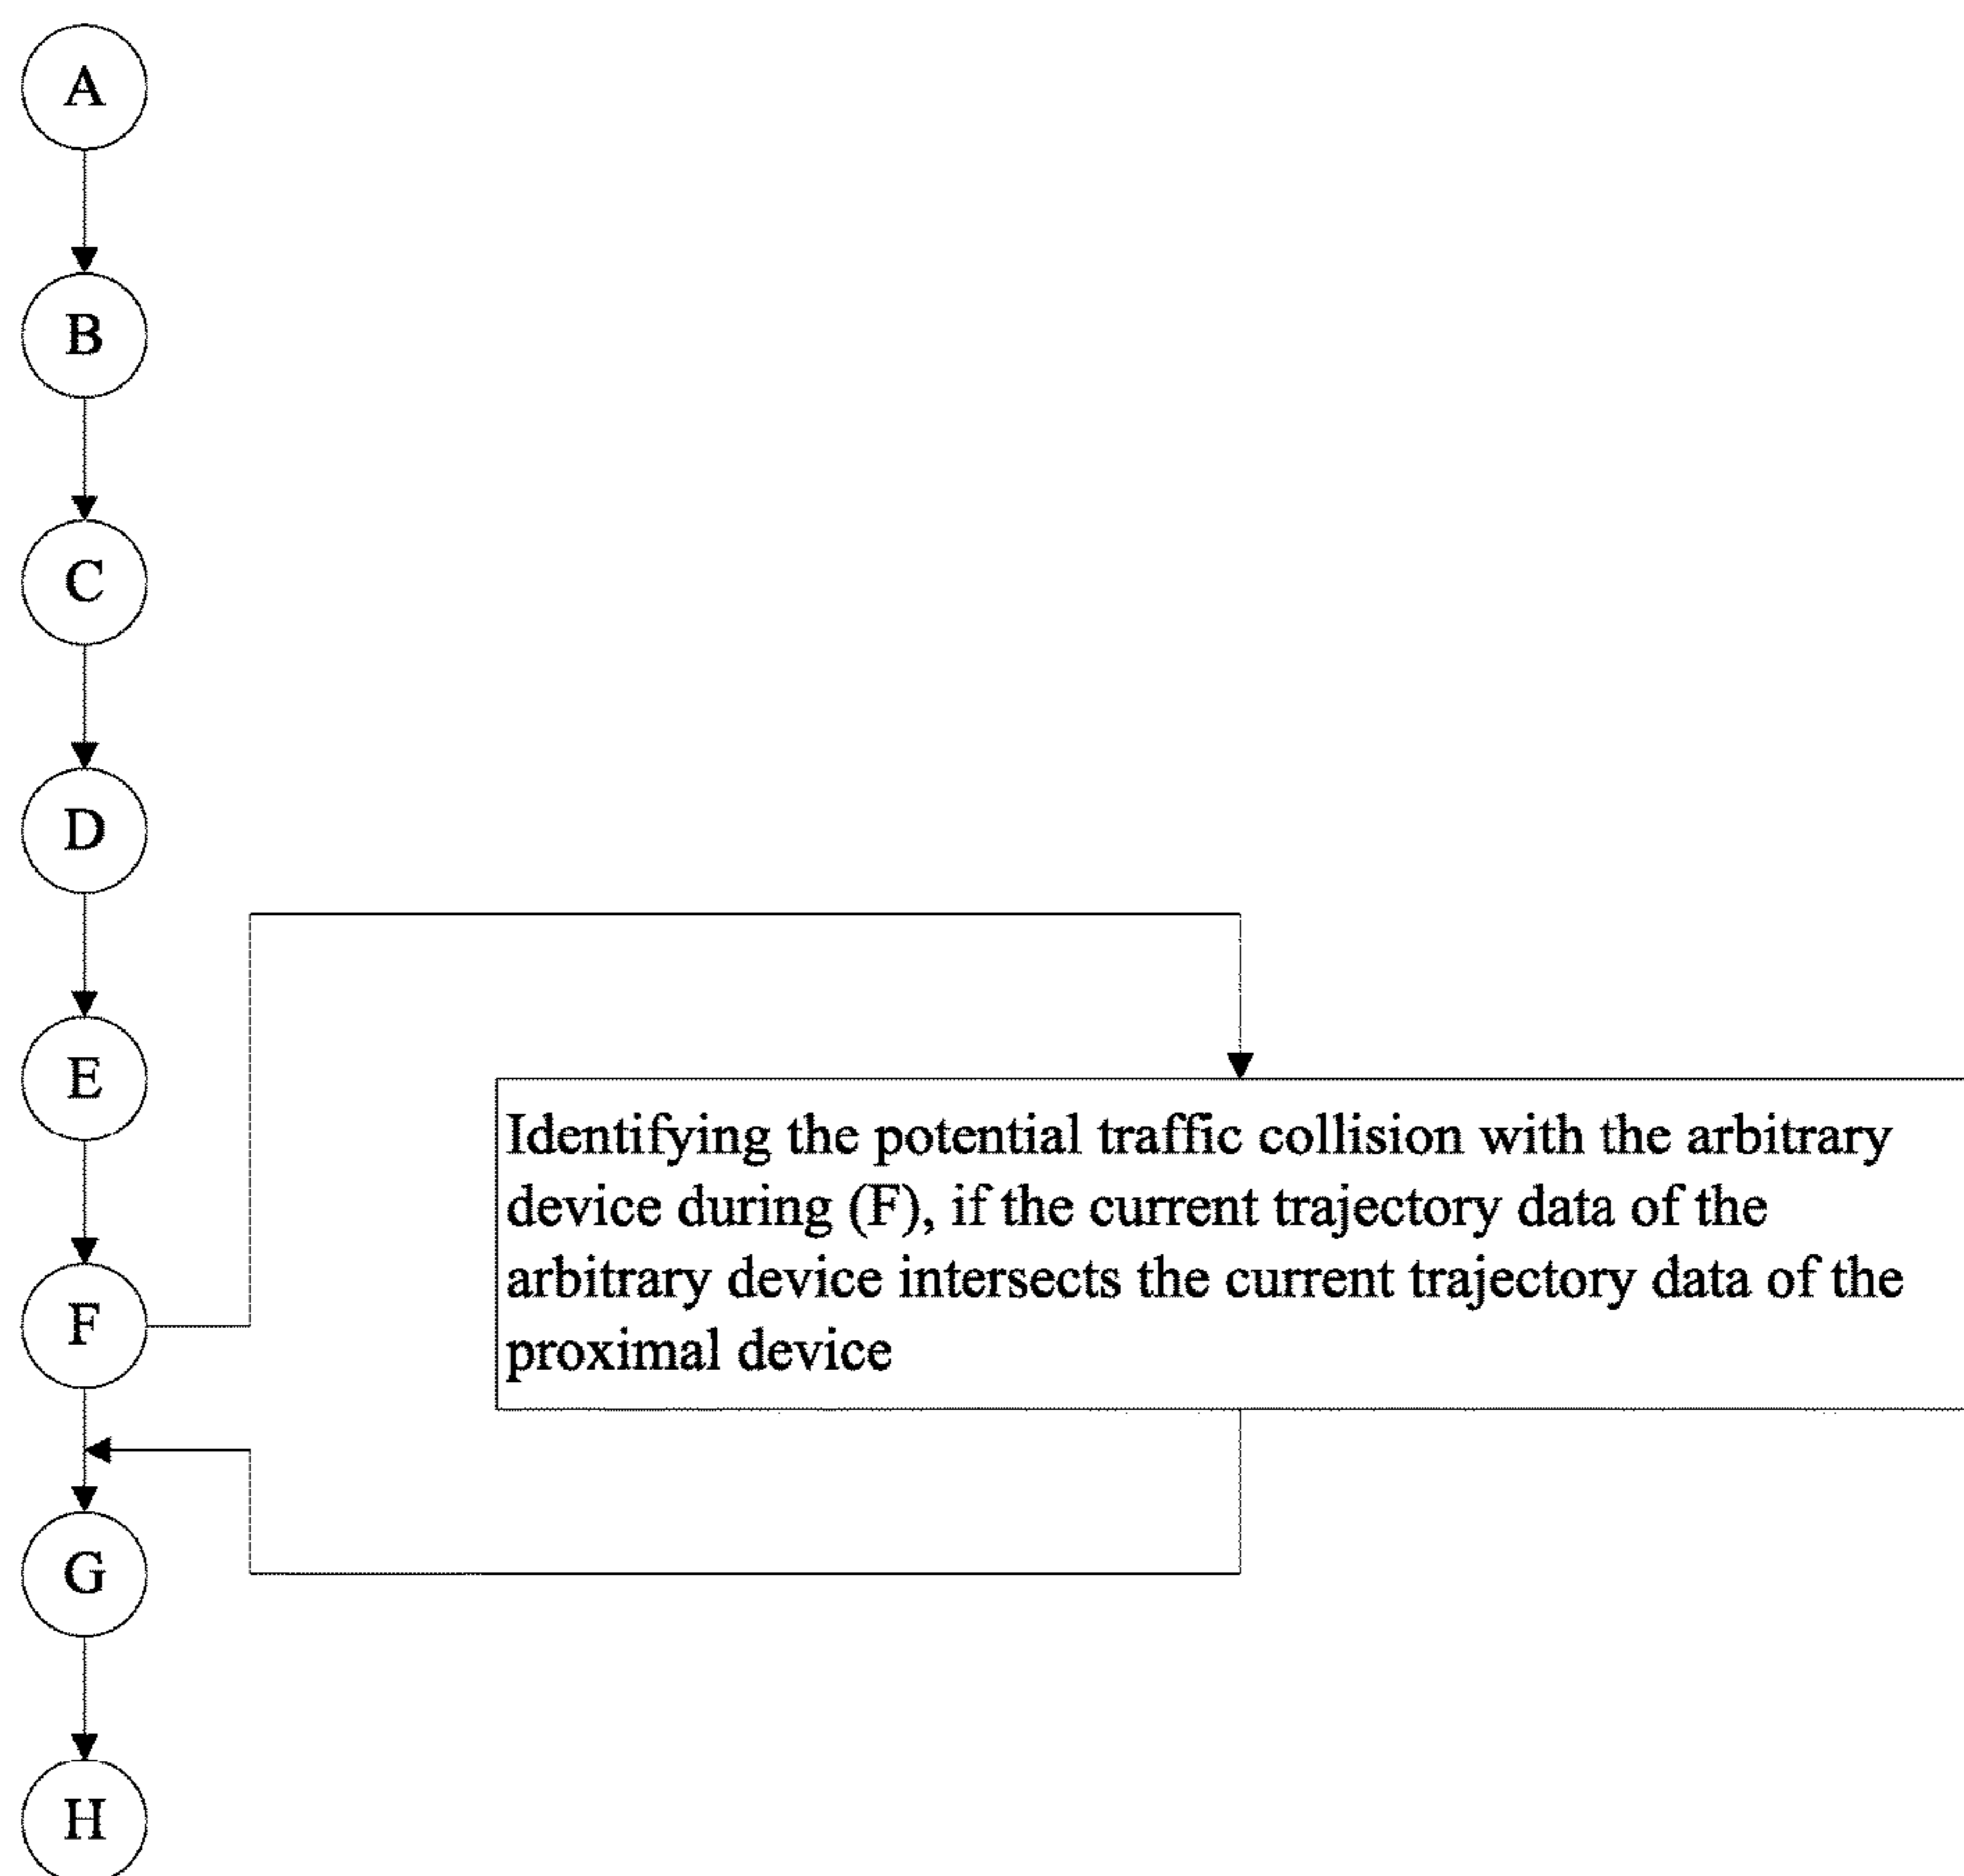 A
B
C
D
E
Identifying the potential traffic collision with the arbitrary
device during (F), if the current trajectory data of the
arbitrary device intersects the current trajectory data of the
proximal device
F
G
H